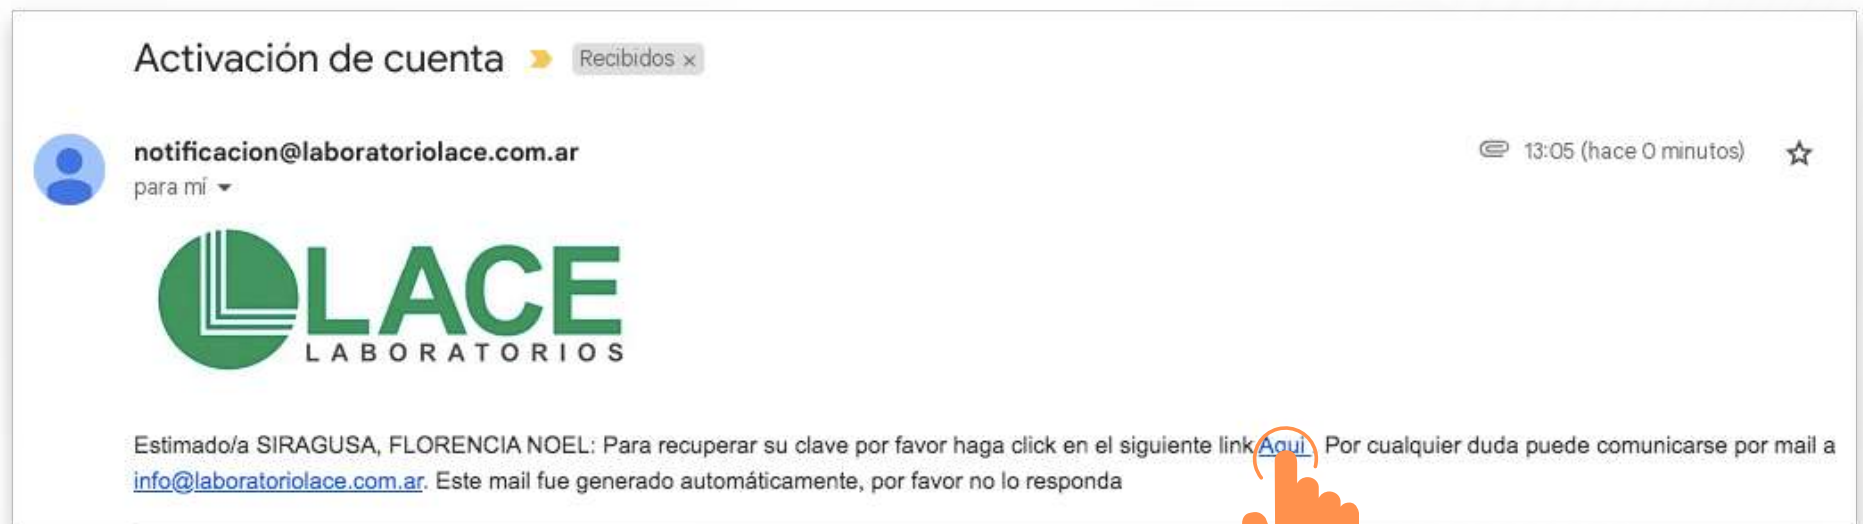 Activación de cuenta
Recibidos x
notificacion@laboratoriolace.com.ar
13:05 (hace 0 minutos)
para mí
LACE
LABORATORIOS
Estimado/a SIRAGUSA, FLORENCIA NOEL: Para recuperar su clave por favor haga click en el siguiente link Aqui . Por cualquier duda puede comunicarse por mail a
info@laboratoriolace.com.ar. Este mail fue generado automáticamente, por favor no lo responda